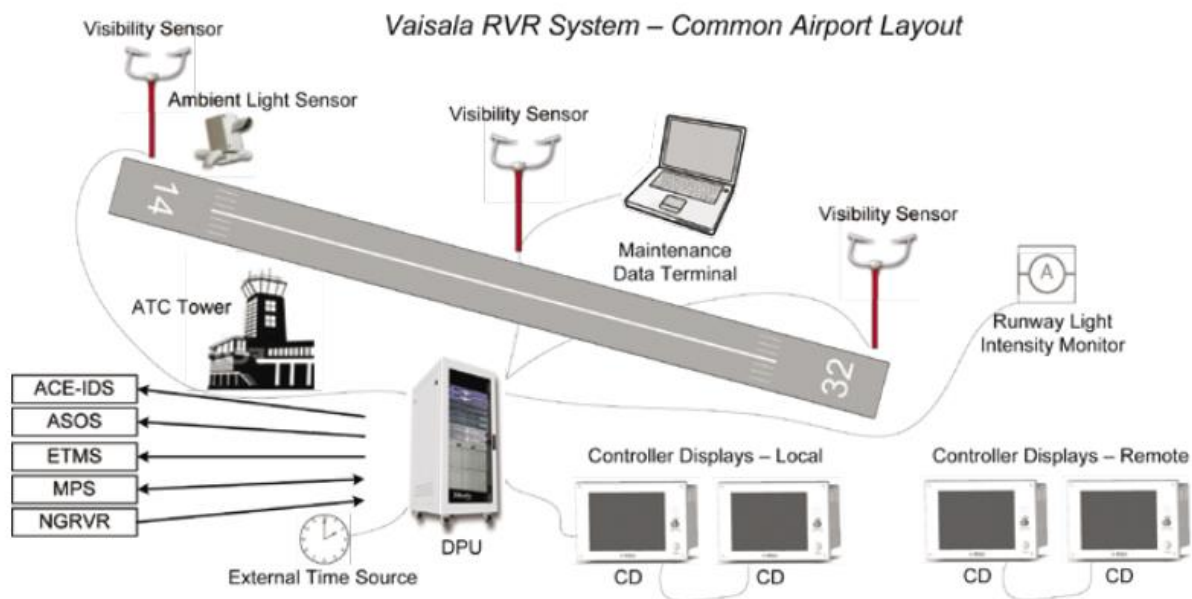 Vaisala RVR System – Common Airport Layout
Visibility Sensor
Ambient Light Sensor
Visibility Sensor
Visibility Sensor
Maintenance
Data Terminal
A
Runway Light
Intensity Monitor
14
32
ATC Tower
ACE-IDS
ASOS
ETMS
MPS
NGRVR
External Time Source
DPU
Controller Displays – Local
CD
CD
Controller Displays – Remote
CD
CD